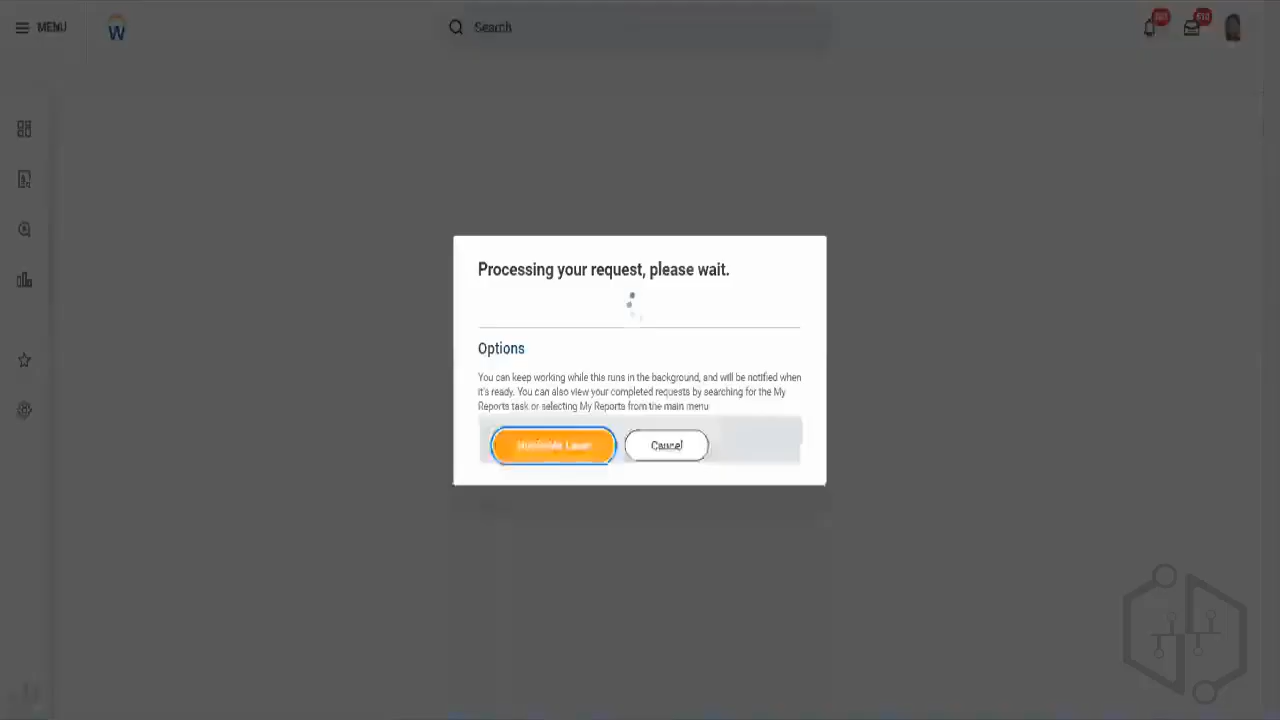 MENU
W
Search
Processing your request, please wait.
Options
You can keep working while this runs in the background, and will be notified when
it's ready. You can also view your completed requests by searching for the My
Reports task or selecting My Reports from the main menu
Cancel